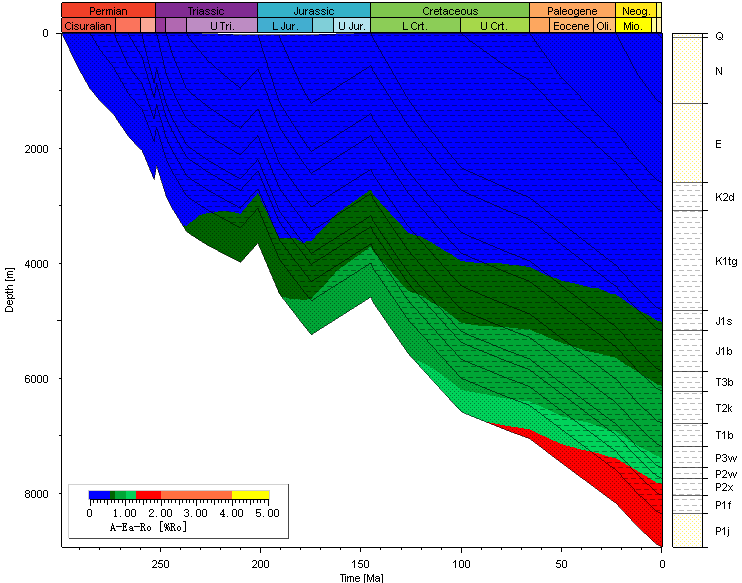 Permian Triassic Jurassic Cretaceous Paleogene Neog.
Cisuralian U Tri. L Jur. U Jur. L Crt. U Crt. Eocene Oli. Mio.
0
2000
4000
6000
8000
Depth [m]
250 200 150 100 50 0
Time [Ma]
0 1.00 2.00 3.00 4.00 5.00
A-Ea-Ro [%Ro]
Q
N
E
K2d
K1tg
J1s
J1b
T3b
T2k
T1b
P3w
P2w
P2x
P1f
P1j